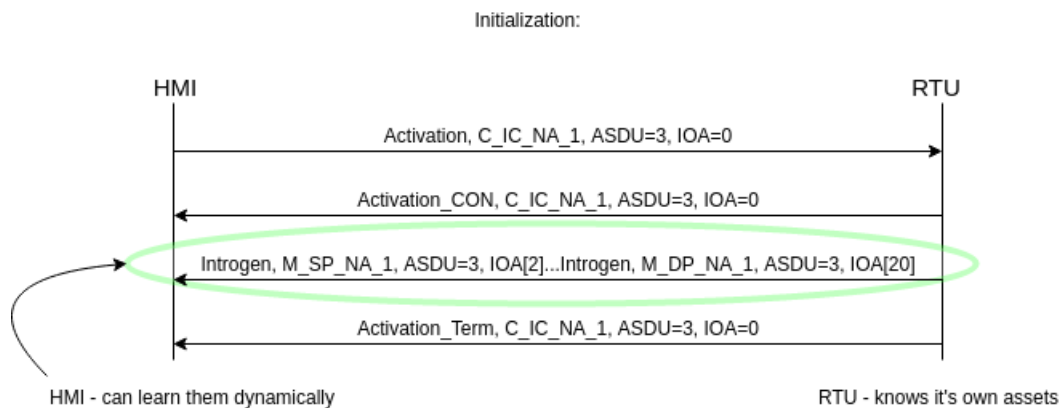 Initialization:
HMI
RTU
Activation, C_IC_NA_1, ASDU=3, IOA=0
Activation_CON, C_IC_NA_1, ASDU=3, IOA=0
Introgen, M_SP_NA_1, ASDU=3, IOA[2]...Introgen, M_DP_NA_1, ASDU=3, IOA[20]
Activation_Term, C_IC_NA_1, ASDU=3, IOA=0
HMI - can learn them dynamically
RTU - knows it's own assets